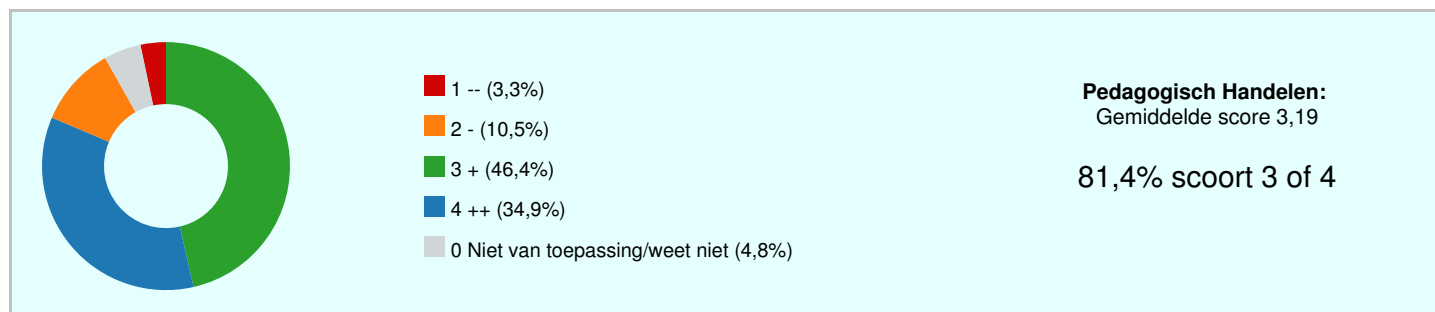 1 -- (3,3%)
2 - (10,5%)
3 + (46,4%)
4 ++ (34,9%)
0 Niet van toepassing/weet niet (4,8%)
Pedagogisch Handelen:
Gemiddelde score 3,19
81,4% scoort 3 of 4